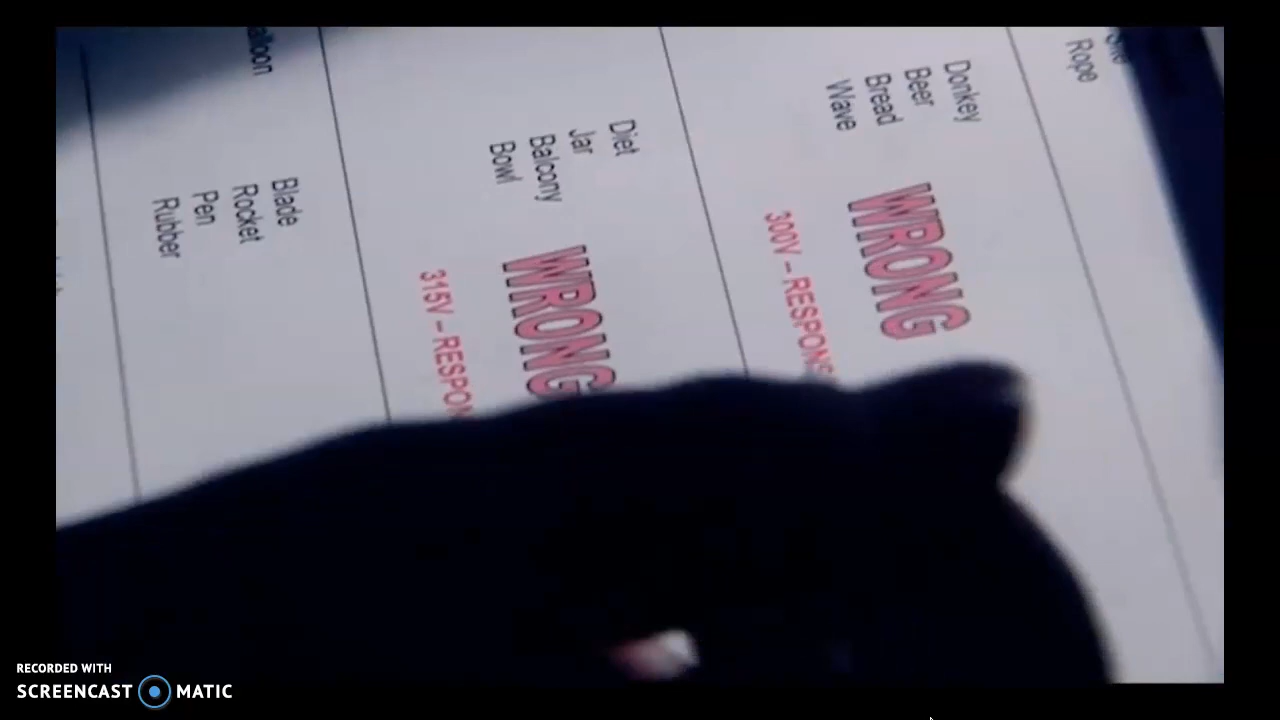 Rope
Donkey
Beer
Bread
Wave
WRONG
300V – RESPONS
Diet
Jar
Balcony
Bowl
WRONG
315V – RESPON
alloon
Blade
Rocket
Pen
Rubber
RECORDED WITH
SCREENCAST MATIC